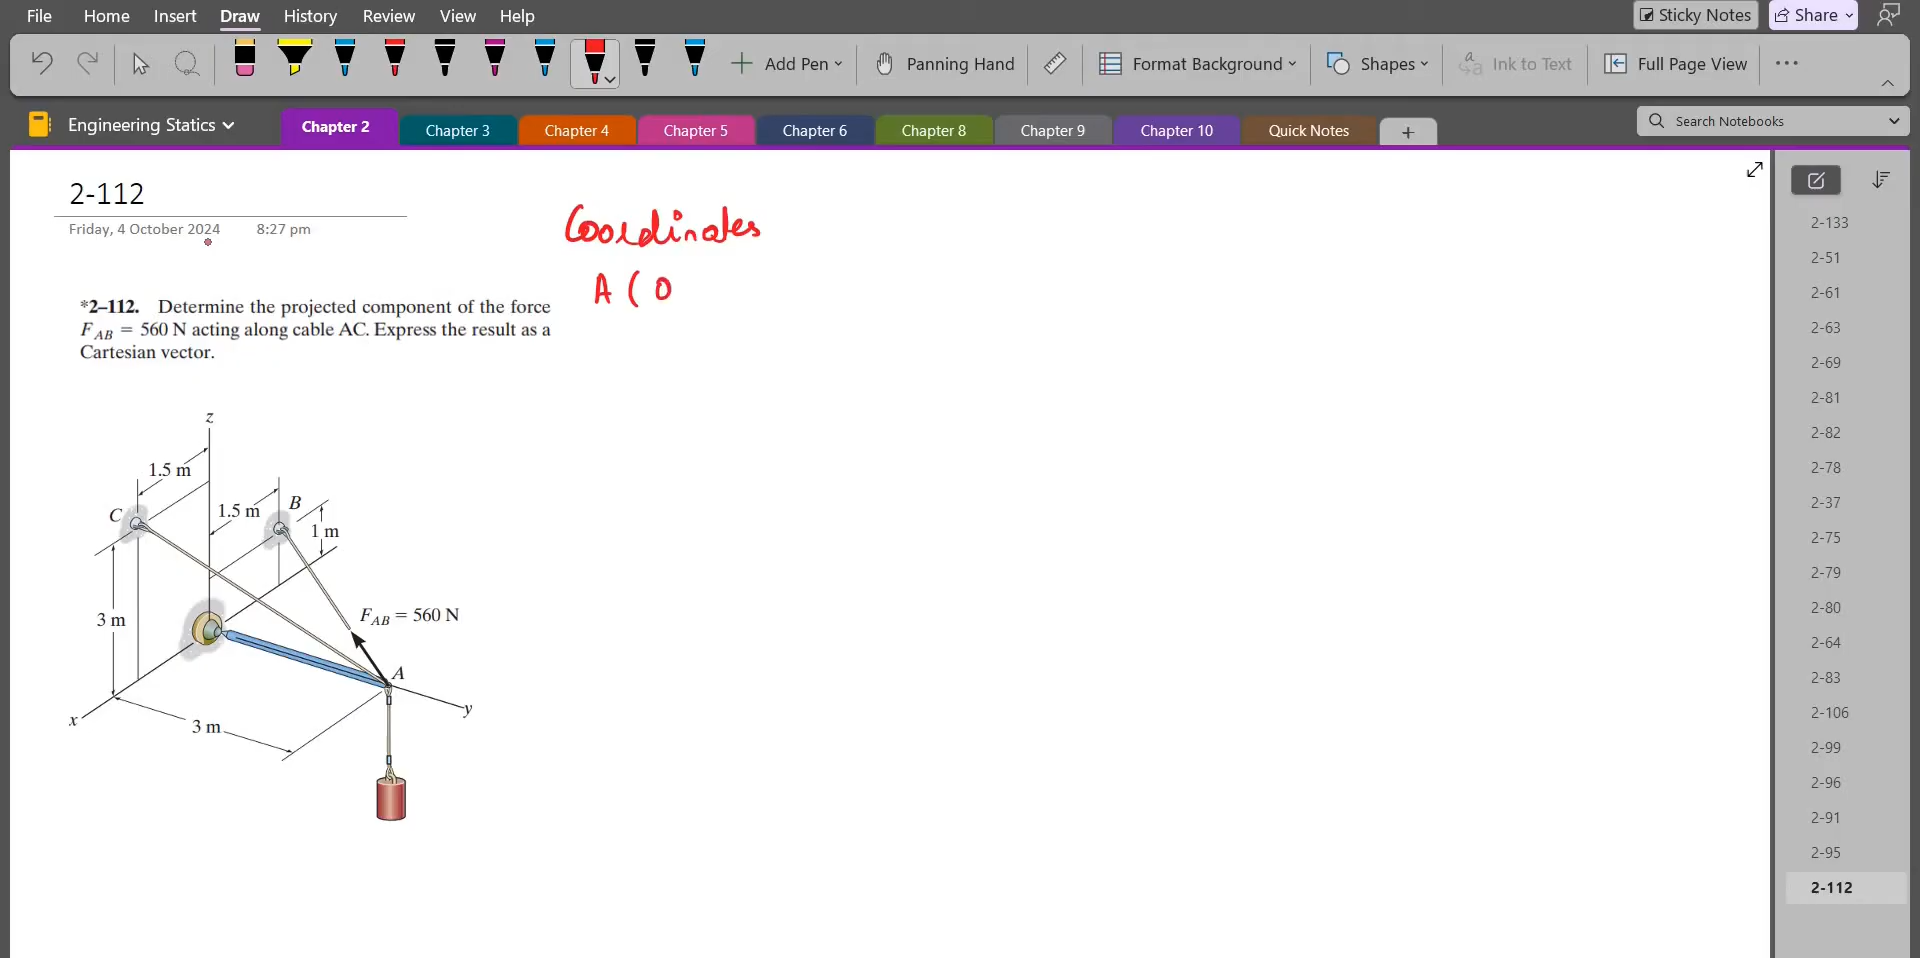 File Home Insert Draw History Review View Help
Sticky Notes Share
Add Pen Panning Hand Format Background Shapes Ink to Text Full Page View
Engineering Statics Chapter 2 Chapter 3 Chapter 4 Chapter 5 Chapter 6 Chapter 8 Chapter 9 Chapter 10 Quick Notes + Search Notebooks
2-112
Friday, 4 October 2024 8:27 pm
Coordinates
A ( 0
*2–112. Determine the projected component of the force
F_AB = 560 N acting along cable AC. Express the result as a
Cartesian vector.
z
1.5 m
B
C
1.5 m
1 m
F_AB = 560 N
3 m
A
y
x
3 m
2-133
2-51
2-61
2-63
2-69
2-81
2-82
2-78
2-37
2-75
2-79
2-80
2-64
2-83
2-106
2-99
2-96
2-91
2-95
2-112